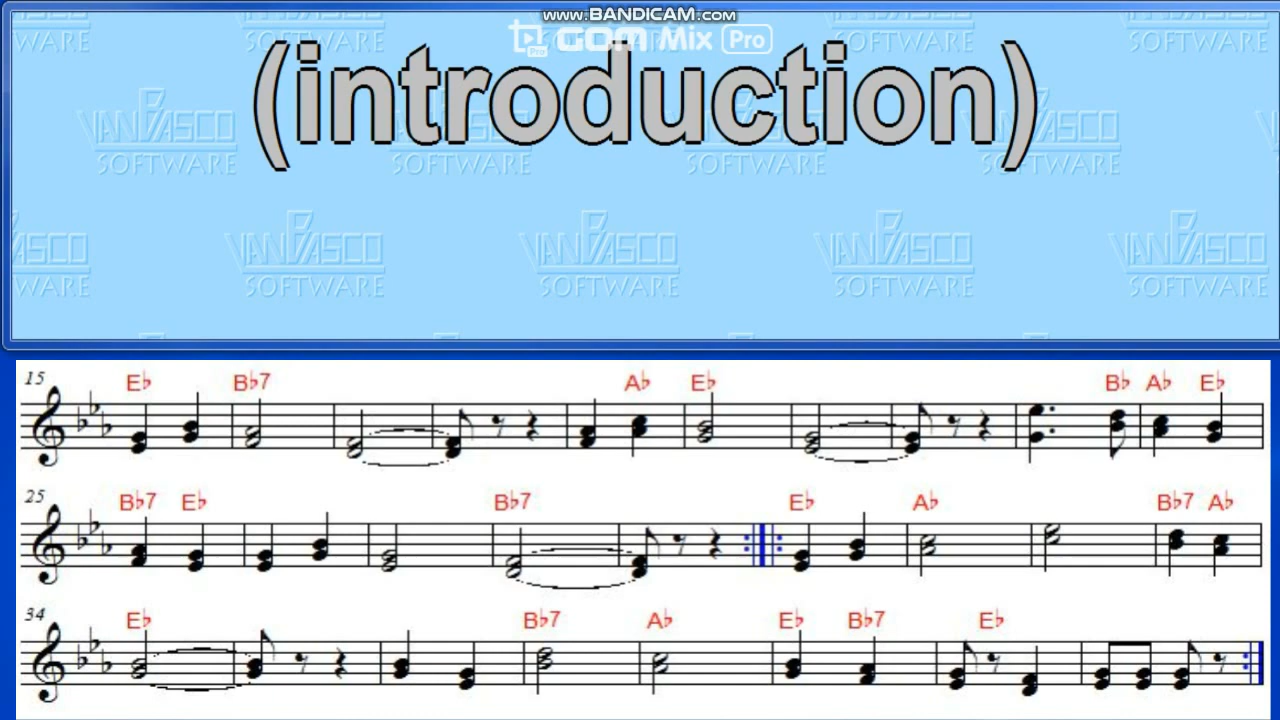 www.BANDICAM.com
GOM Mix Pro
(introduction)
VANBASCO SOFTWARE
15
E♭ B♭7 A♭ E♭ B♭ A♭ E♭
25
B♭7 E♭ B♭7 E♭ A♭ B♭7 A♭
34
E♭ B♭7 A♭ E♭ B♭7 E♭